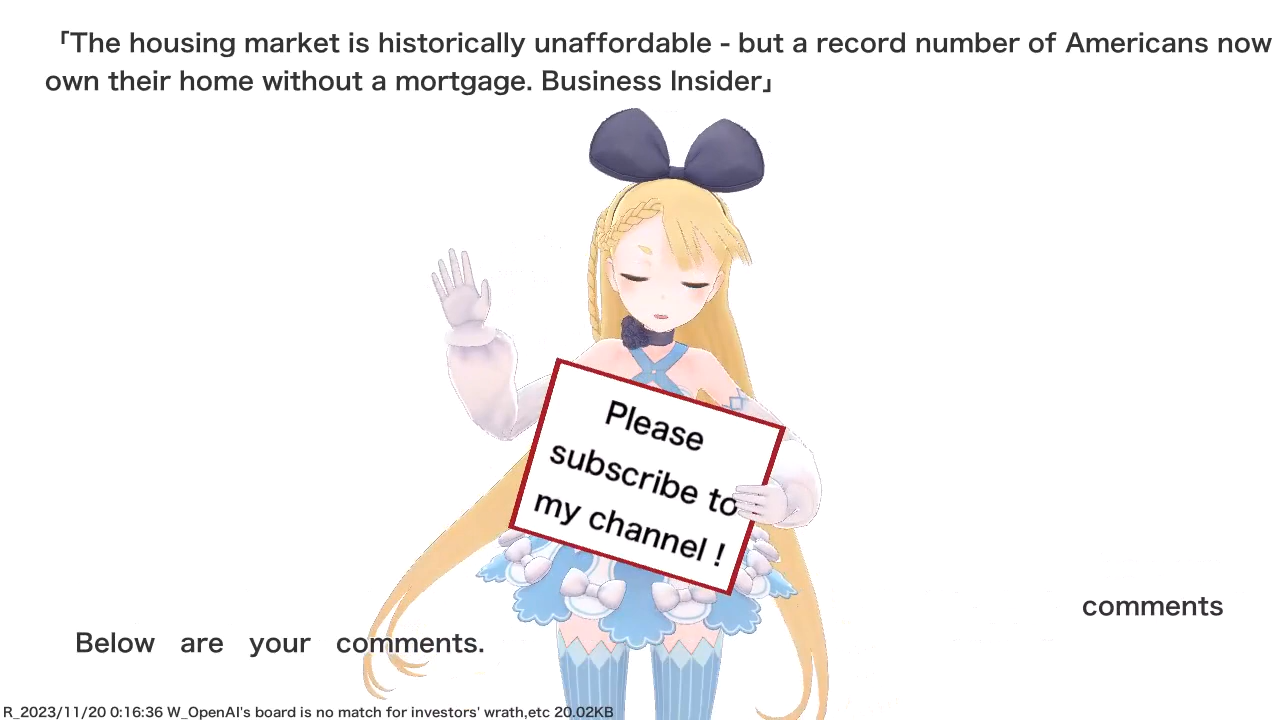 「The housing market is historically unaffordable - but a record number of Americans now
own their home without a mortgage. Business Insider」
Please
subscribe to
my channel !
comments
Below are your comments.
R_2023/11/20 0:16:36 W_OpenAI's board is no match for investors' wrath,etc 20.02KB